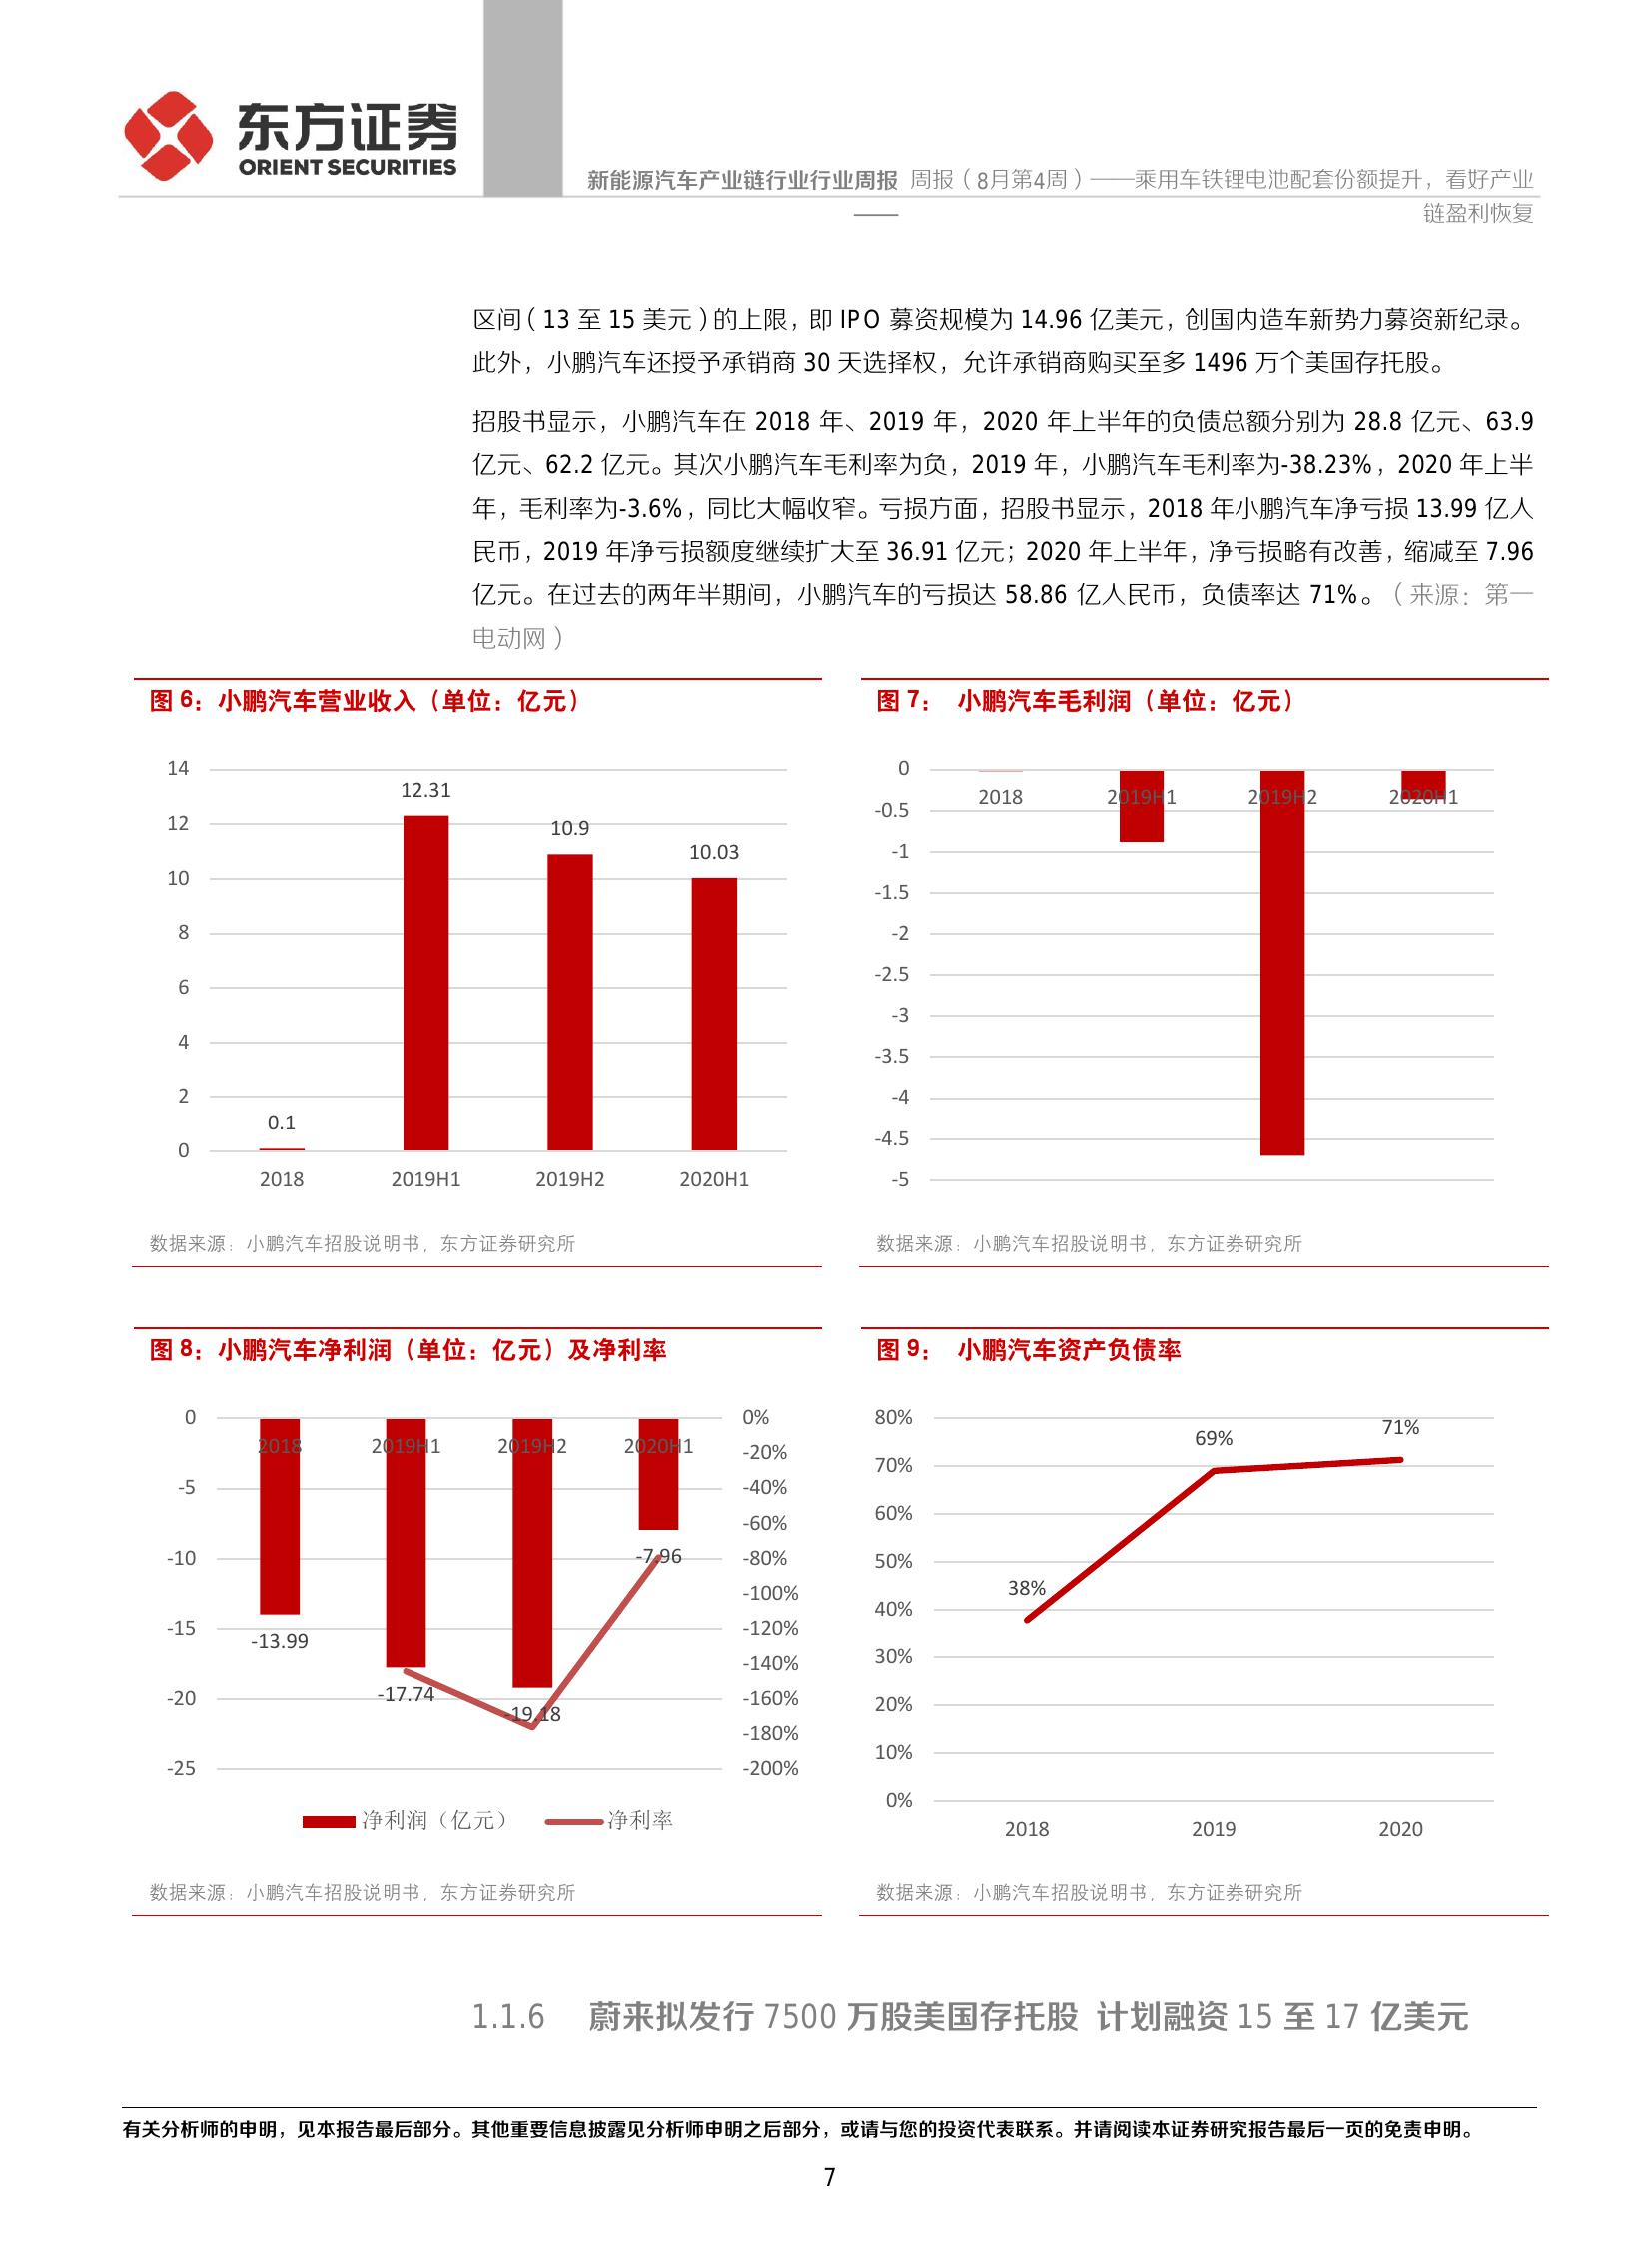 东方证券
ORIENT SECURITIES
新能源汽车产业链行业行业周报 周报（8月第4周）——乘用车铁锂电池配套份额提升，看好产业
链盈利恢复
区间（13 至 15 美元）的上限，即 IPO 募资规模为 14.96 亿美元，创国内造车新势力募资新纪录。
此外，小鹏汽车还授予承销商 30 天选择权，允许承销商购买至多 1496 万个美国存托股。
招股书显示，小鹏汽车在 2018 年、2019 年，2020 年上半年的负债总额分别为 28.8 亿元、63.9
亿元、62.2 亿元。其次小鹏汽车毛利率为负，2019 年，小鹏汽车毛利率为-38.23%，2020 年上半
年，毛利率为-3.6%，同比大幅收窄。亏损方面，招股书显示，2018 年小鹏汽车净亏损 13.99 亿人
民币，2019 年净亏损额度继续扩大至 36.91 亿元；2020 年上半年，净亏损略有改善，缩减至 7.96
亿元。在过去的两年半期间，小鹏汽车的亏损达 58.86 亿人民币，负债率达 71%。（来源：第一
电动网）
图 6：小鹏汽车营业收入（单位：亿元）
14
12
10
8
6
4
2
0
0.1
12.31
10.9
10.03
2018
2019H1
2019H2
2020H1
数据来源：小鹏汽车招股说明书，东方证券研究所
图 7： 小鹏汽车毛利润（单位：亿元）
0
-0.5
-1
-1.5
-2
-2.5
-3
-3.5
-4
-4.5
-5
2018
2019H1
2019H2
2020H1
数据来源：小鹏汽车招股说明书，东方证券研究所
图 8：小鹏汽车净利润（单位：亿元）及净利率
0
-5
-10
-15
-20
-25
2018
2019H1
2019H2
2020H1
-13.99
-17.74
-19.18
-7.96
0%
-20%
-40%
-60%
-80%
-100%
-120%
-140%
-160%
-180%
-200%
净利润（亿元）
净利率
数据来源：小鹏汽车招股说明书，东方证券研究所
图 9： 小鹏汽车资产负债率
80%
70%
60%
50%
40%
30%
20%
10%
0%
38%
69%
71%
2018
2019
2020
数据来源：小鹏汽车招股说明书，东方证券研究所
1.1.6 蔚来拟发行 7500 万股美国存托股 计划融资 15 至 17 亿美元
有关分析师的申明，见本报告最后部分。其他重要信息披露见分析师申明之后部分，或请与您的投资代表联系。并请阅读本证券研究报告最后一页的免责申明。
7